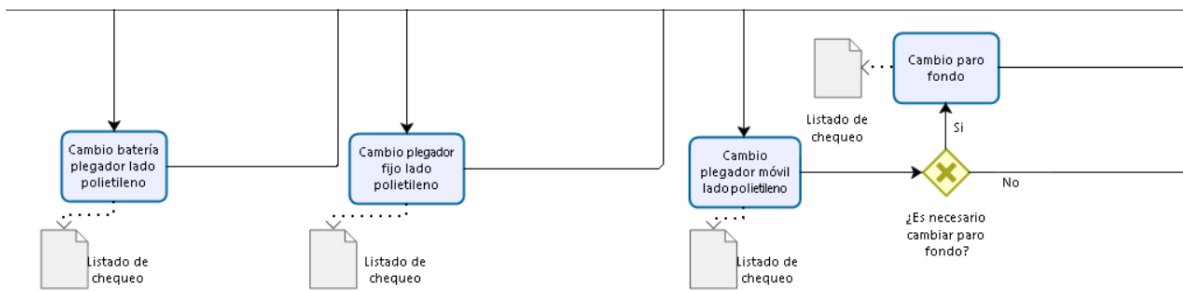 Cambio batería
plegador lado
polietileno
Listado de
chequeo
Cambio plegador
fijo lado
polietileno
Listado de
chequeo
Cambio
plegador móvil
lado polietileno
Listado de
chequeo
Cambio paro
fondo
Listado de
chequeo
Si
No
¿Es necesario
cambiar paro
fondo?